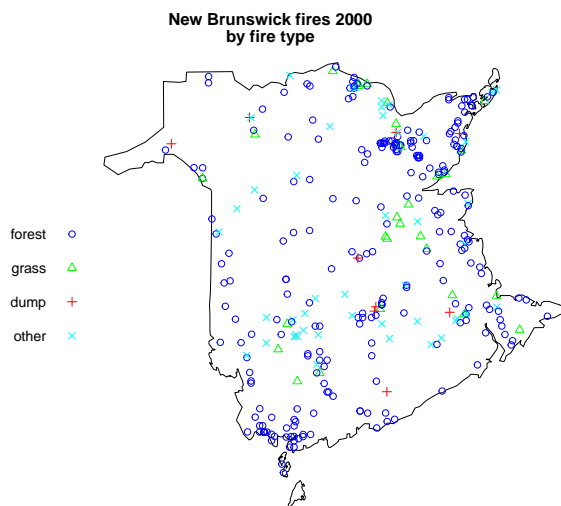 New Brunswick fires 2000
by fire type
forest
grass
dump
other